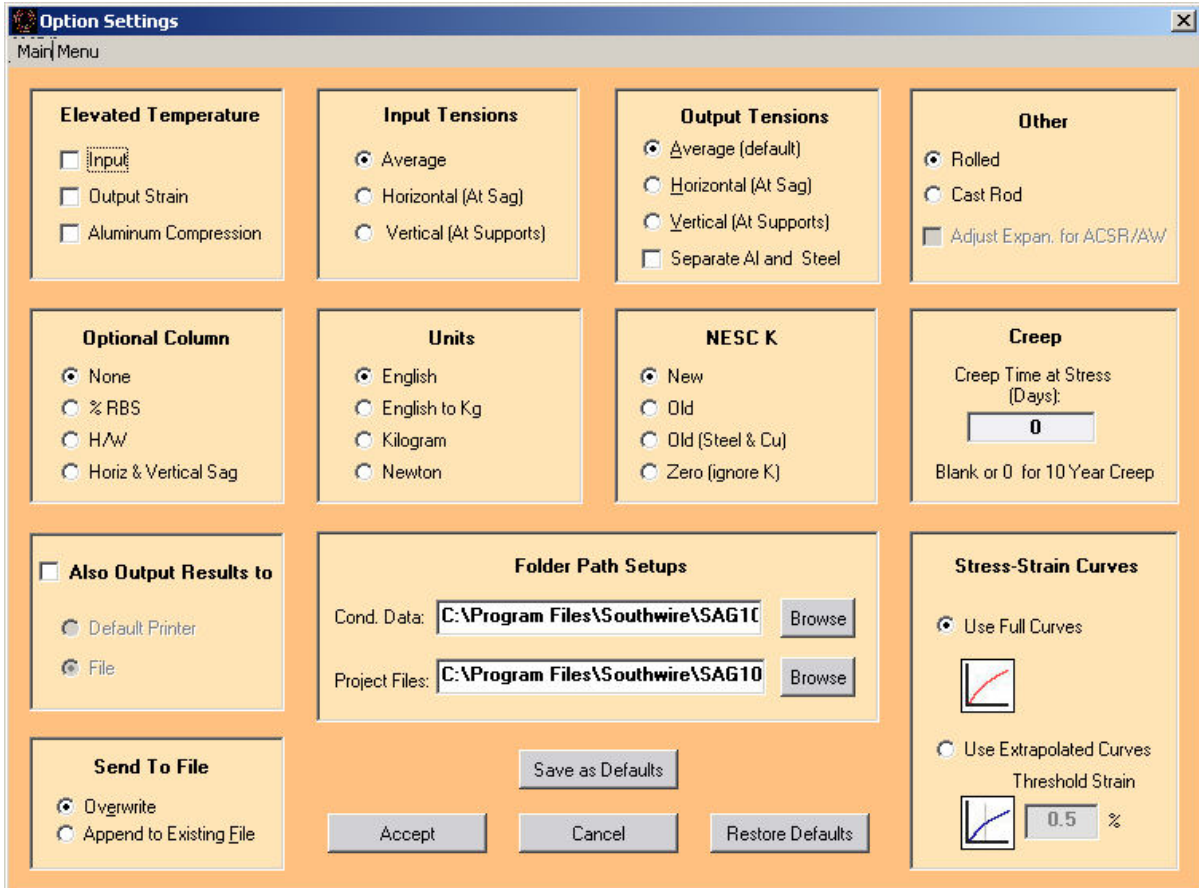 Option Settings
Main Menu
Elevated Temperature
Input
Output Strain
Aluminum Compression
Input Tensions
Average
Horizontal (At Sag)
Vertical (At Supports)
Output Tensions
Average (default)
Horizontal (At Sag)
Vertical (At Supports)
Separate Al and Steel
Other
Rolled
Cast Rod
Adjust Expan. for ACSR/AW
Optional Column
None
% RBS
H/W
Horiz & Vertical Sag
Units
English
English to Kg
Kilogram
Newton
NESC K
New
Old
Old (Steel & Cu)
Zero (ignore K)
Creep
Creep Time at Stress
(Days):
0
Blank or 0 for 10 Year Creep
Also Output Results to
Default Printer
File
Folder Path Setups
Cond. Data: C:\Program Files\Southwire\SAG10 Browse
Project Files: C:\Program Files\Southwire\SAG10 Browse
Stress-Strain Curves
Use Full Curves
Use Extrapolated Curves
Threshold Strain
0.5 %
Send To File
Overwrite
Append to Existing File
Save as Defaults
Accept Cancel Restore Defaults